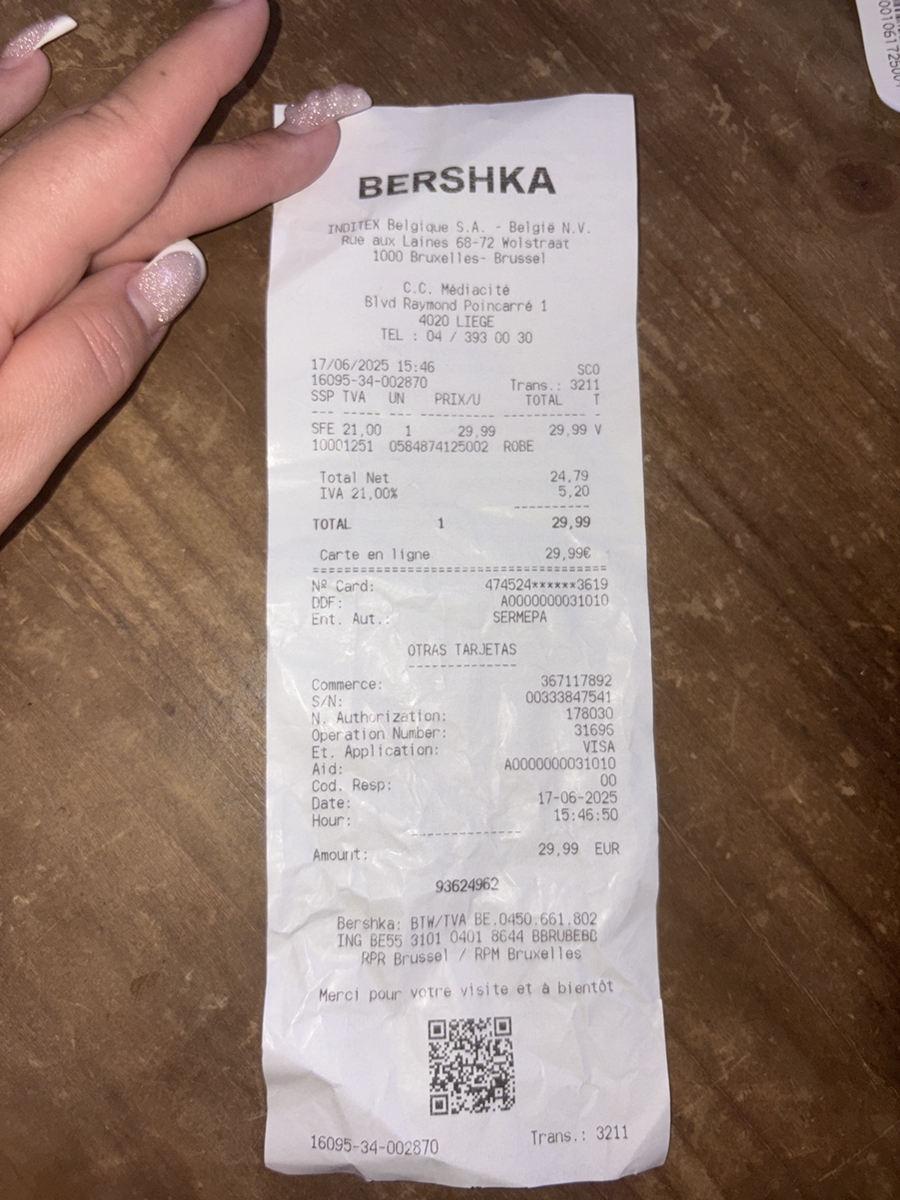 BERSHKA
INDITEX Belgique S.A. - België N.V.
Rue aux Laines 68-72 Wolstraat
1000 Bruxelles- Brussel
C.C. Médiacité
Blvd Raymond Poincarré 1
4020 LIEGE
TEL : 04 / 393 00 30
17/06/2025 15:46 SCO
16095-34-002870 Trans.: 3211
SSP TVA UN PRIX/U TOTAL T
--- ----- --- ---------- ----------- -
SFE 21,00 1 29,99 29,99 V
10001251 0584874125002 ROBE
Total Net 24,79
IVA 21,00% 5,20
----------
TOTAL 1 29,99
Carte en ligne 29,99€
========================================
Nº Card: 474524******3619
DDF: A0000000031010
Ent. Aut.: SERMEPA
OTRAS TARJETAS
--------------
Commerce: 367117892
S/N: 00333847541
N. Authorization: 178030
Operation Number: 31695
Et. Application: VISA
Aid: A0000000031010
Cod. Resp: 00
Date: 17-06-2025
Hour: 15:46:50
--------------
Amount: 29,99 EUR
93624962
Bershka: BTW/TVA BE.0450.661.802
ING BE55 3101 0401 8644 BBRUBEBB
RPR Brussel / RPM Bruxelles
Merci pour votre visite et à bientôt
16095-34-002870 Trans.: 3211